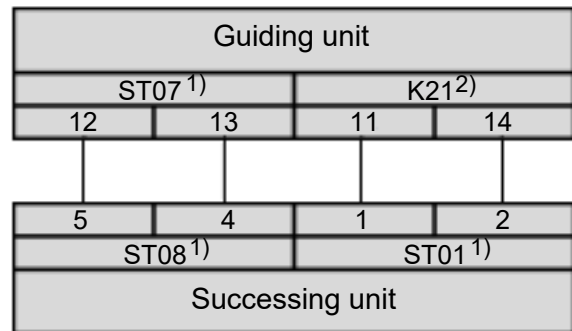 Guiding unit
ST07 1) K21 2)
12 13 11 14
5 4 1 2
ST08 1) ST01 1)
Successing unit